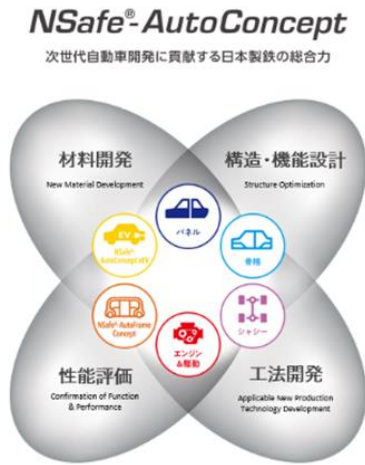 NSafe®-AutoConcept
次世代自動車開発に貢献する日本製鉄の総合力
材料開発
New Material Development
構造・機能設計
Structure Optimization
パネル
EV
NSafe®-
AutoConcept xEV
骨格
NSafe®-AutoFrame
Concept
シャシー
エンジン
&駆動
性能評価
Confirmation of Function
& Performance
工法開発
Applicable New Production
Technology Development